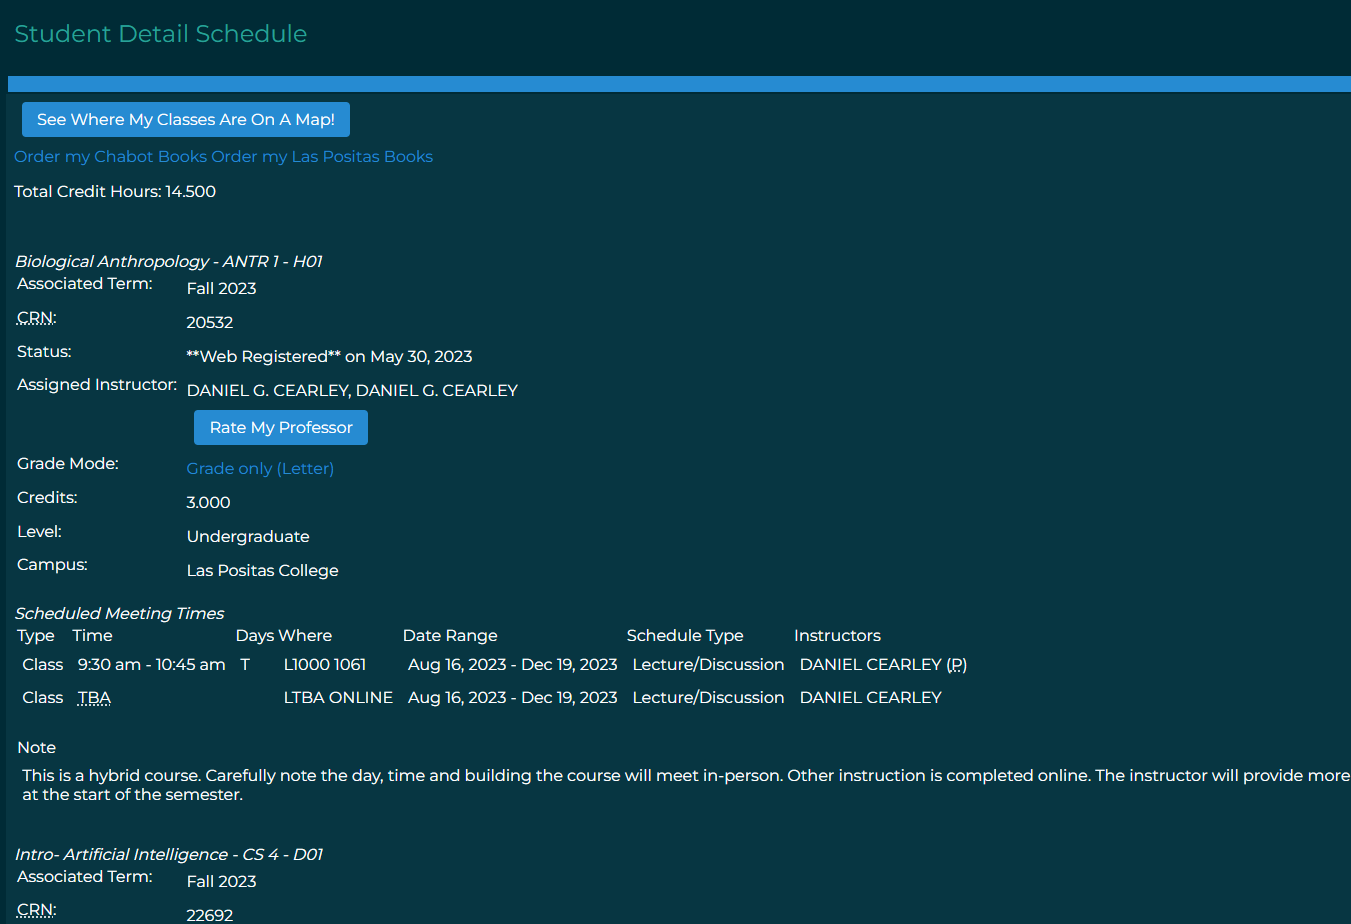 Student Detail Schedule
See Where My Classes Are On A Map!
Order my Chabot Books Order my Las Positas Books
Total Credit Hours: 14.500
Biological Anthropology - ANTR 1 - H01
Associated Term: Fall 2023
CRN: 20532
Status: **Web Registered** on May 30, 2023
Assigned Instructor: DANIEL G. CEARLEY, DANIEL G. CEARLEY
Rate My Professor
Grade Mode: Grade only (Letter)
Credits: 3.000
Level: Undergraduate
Campus: Las Positas College
Scheduled Meeting Times
Type Time Days Where Date Range Schedule Type Instructors
Class 9:30 am - 10:45 am T L1000 1061 Aug 16, 2023 - Dec 19, 2023 Lecture/Discussion DANIEL CEARLEY (P)
Class TBA LTBA ONLINE Aug 16, 2023 - Dec 19, 2023 Lecture/Discussion DANIEL CEARLEY
Note
This is a hybrid course. Carefully note the day, time and building the course will meet in-person. Other instruction is completed online. The instructor will provide more
at the start of the semester.
Intro- Artificial Intelligence - CS 4 - D01
Associated Term: Fall 2023
CRN: 22692